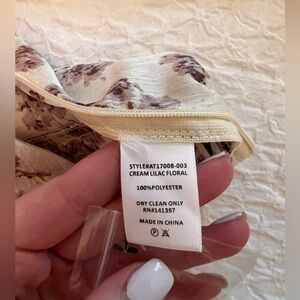 STYLE#AT17008-003
CREAM LILAC FLORAL
100%POLYESTER
DRY CLEAN ONLY
RN#141397
MADE IN CHINA